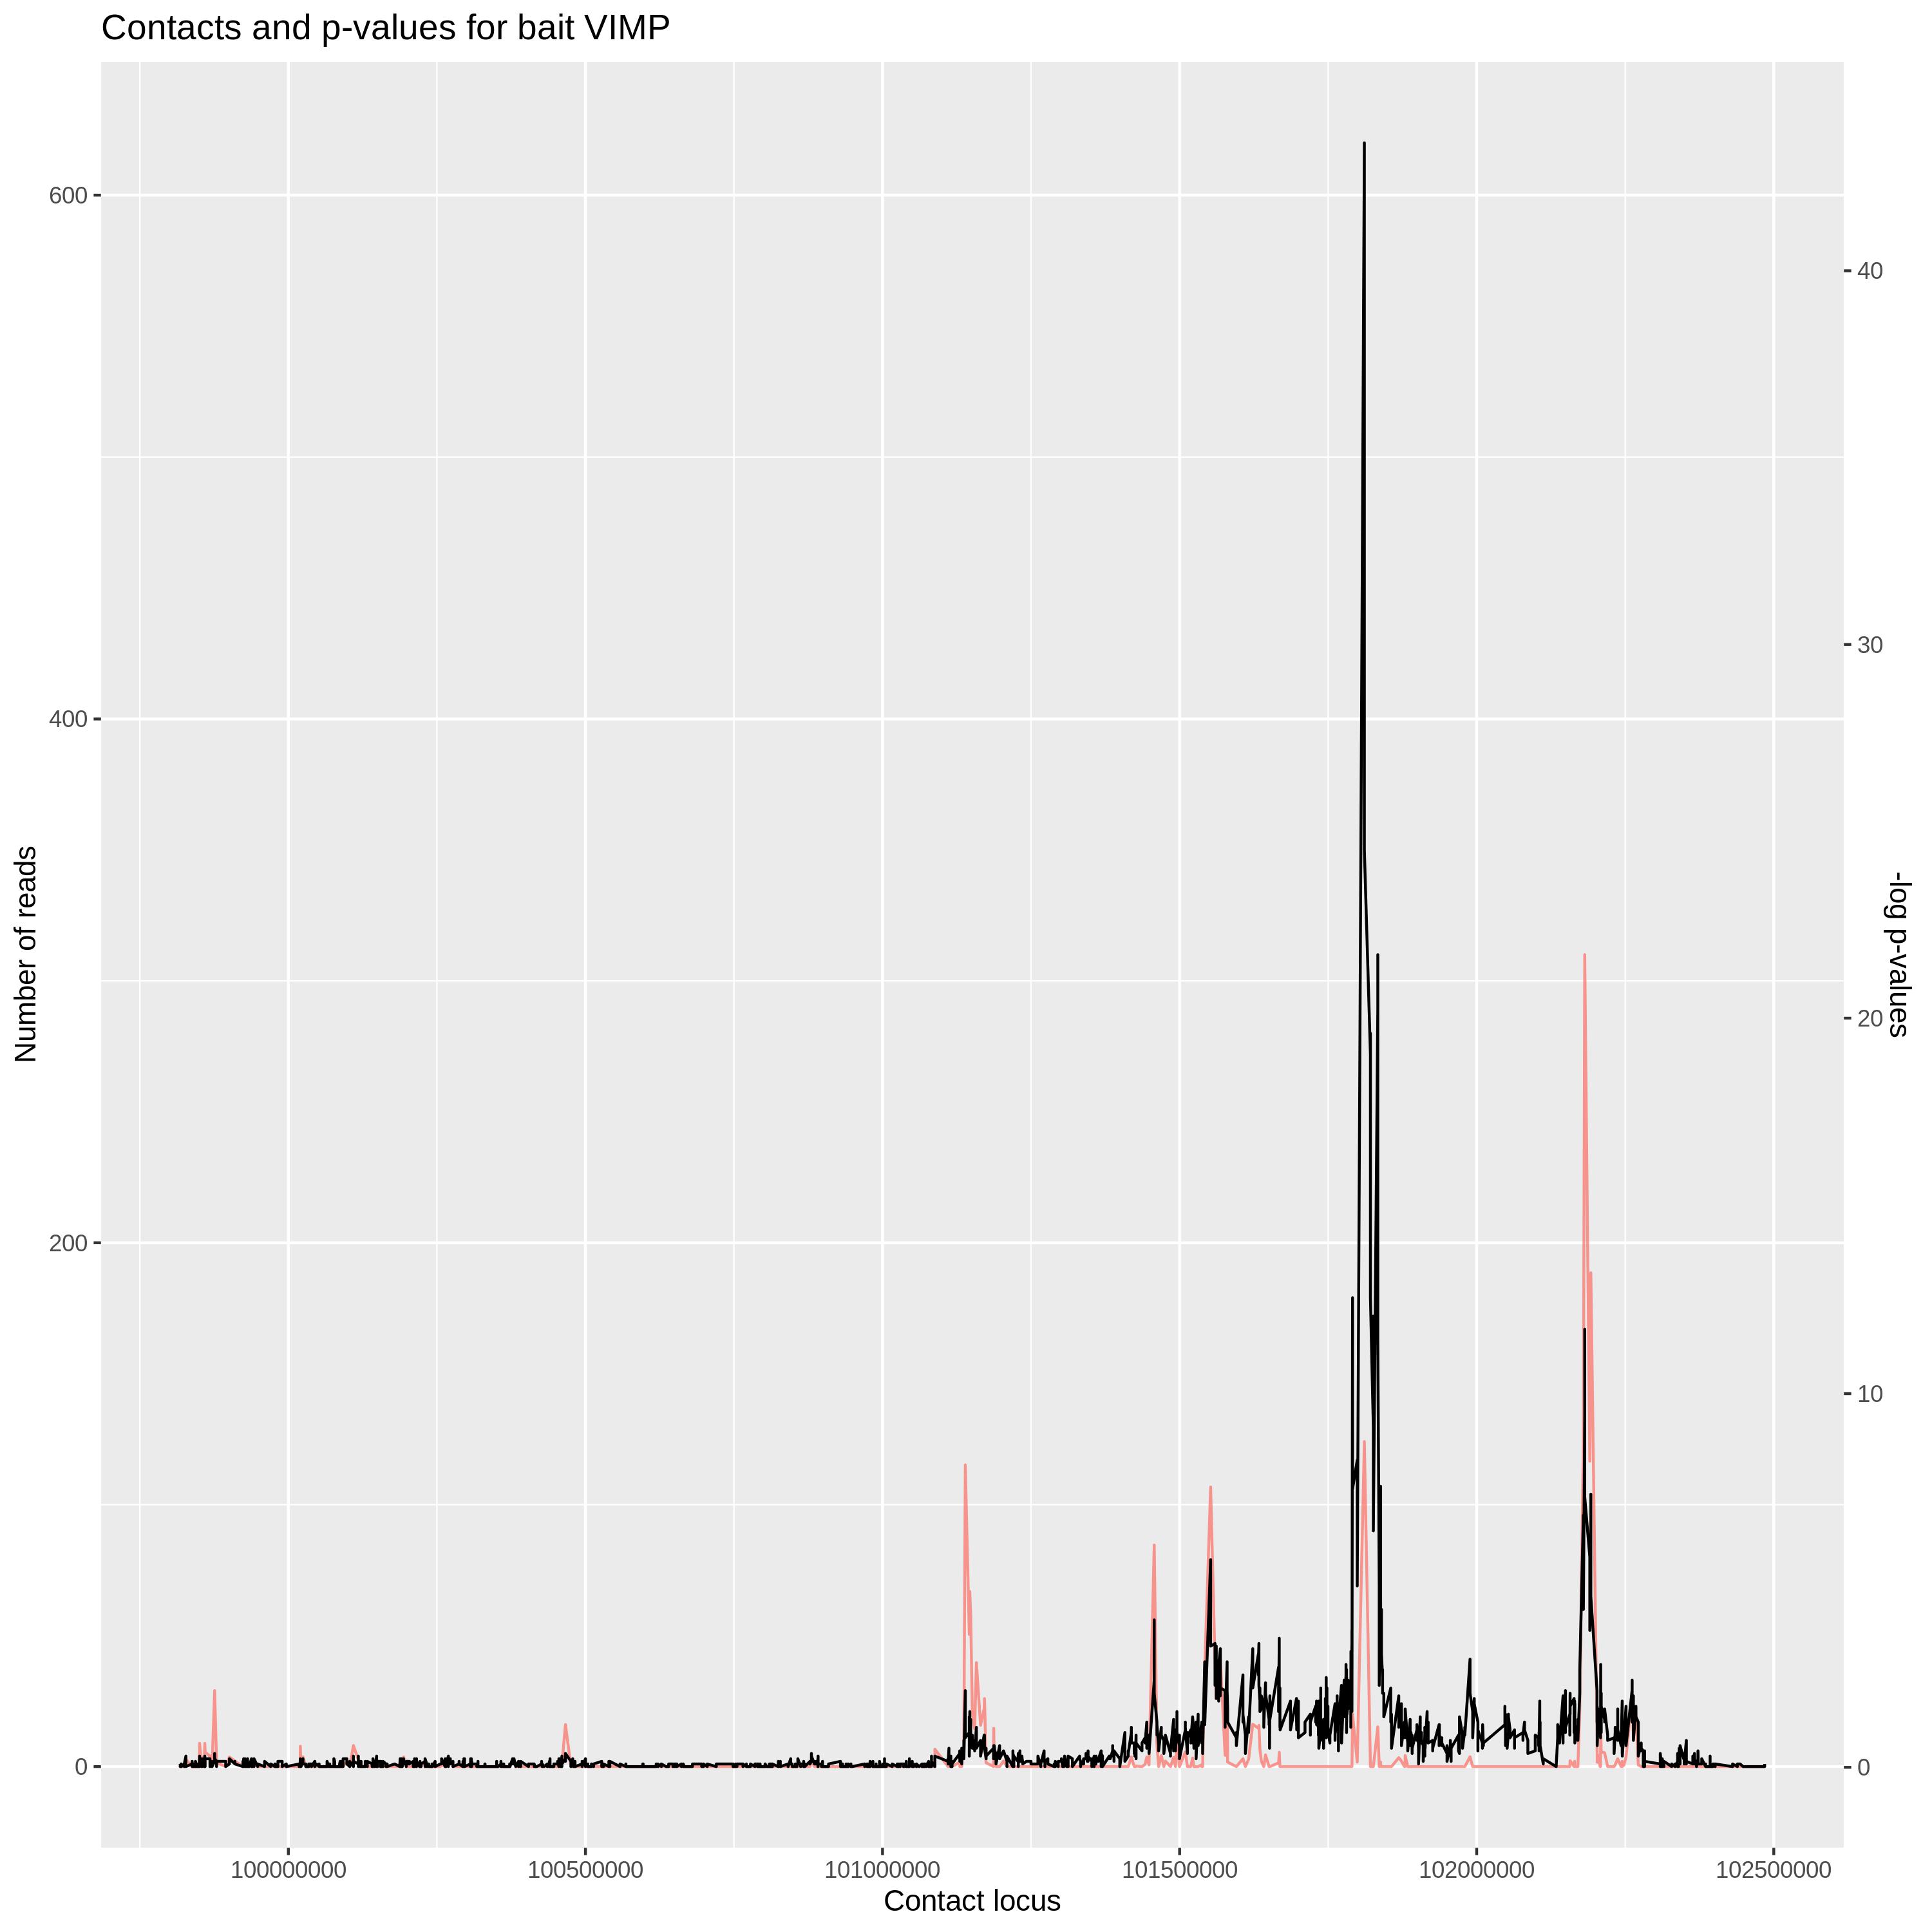 Contacts and p-values for bait VIMP
600
400
200
0
Number of reads
40
30
20
10
0
-log p-values
100000000 100500000 101000000 101500000 102000000 102500000
Contact locus